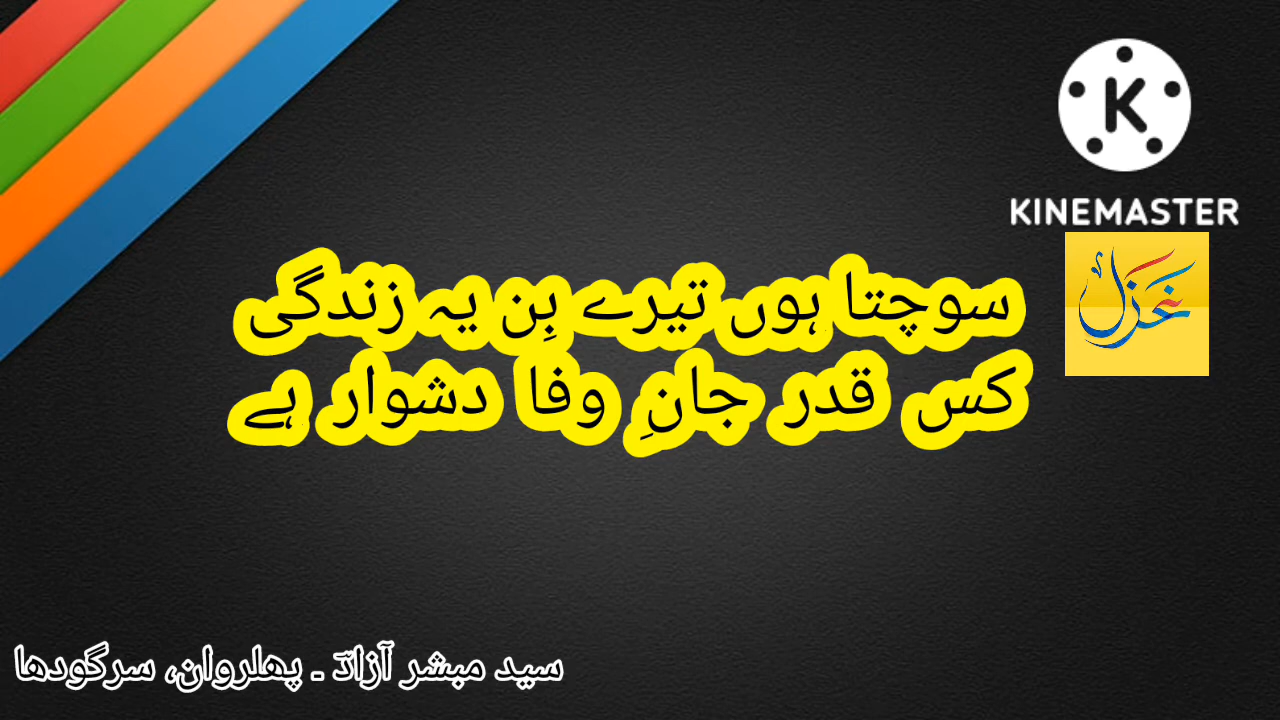 KINEMASTER
غزل
سوچتا ہوں تیرے بِن یہ زندگی
کس قدر جانِ وفا دشوار ہے
سید مبشر آزادؔ ۔ پھلروان، سرگودھا